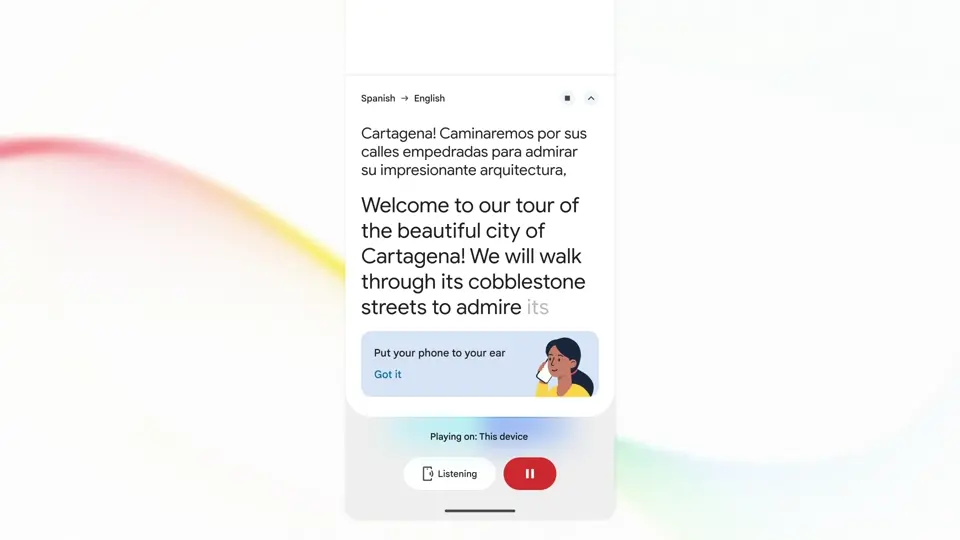 Spanish → English
Cartagena! Caminaremos por sus
calles empedradas para admirar
su impresionante arquitectura,
Welcome to our tour of
the beautiful city of
Cartagena! We will walk
through its cobblestone
streets to admire its
Put your phone to your ear
Got it
Playing on: This device
Listening